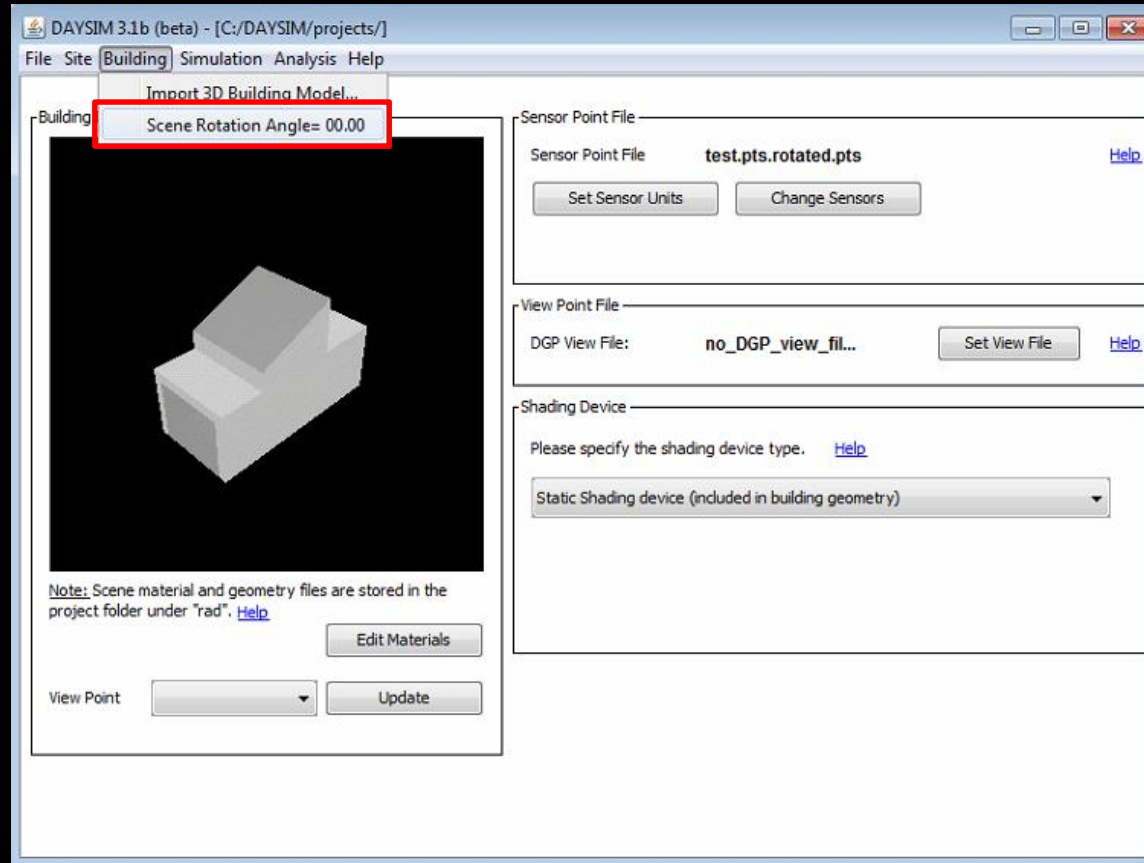 DAYSIM 3.1b (beta) - [C:/DAYSIM/projects/]
File Site Building Simulation Analysis Help
Import 3D Building Model...
Scene Rotation Angle= 00.00
Building
Note: Scene material and geometry files are stored in the
project folder under "rad". Help
Edit Materials
View Point
Update
Sensor Point File
Sensor Point File test.pts.rotated.pts Help
Set Sensor Units Change Sensors
View Point File
DGP View File: no_DGP_view_fil... Set View File Help
Shading Device
Please specify the shading device type. Help
Static Shading device (included in building geometry)